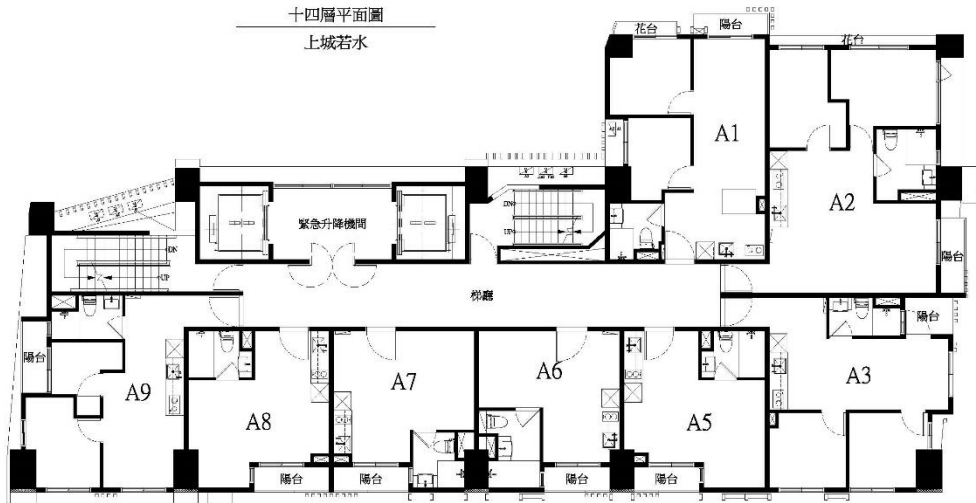 十四層平面圖
上城若水
花台
陽台
花台
A1
A2
緊急升降機間
DN
UP
DN
UP
陽台
梯廳
陽台
陽台
A9
A8
A7
A6
A5
A3
陽台
陽台
陽台
陽台